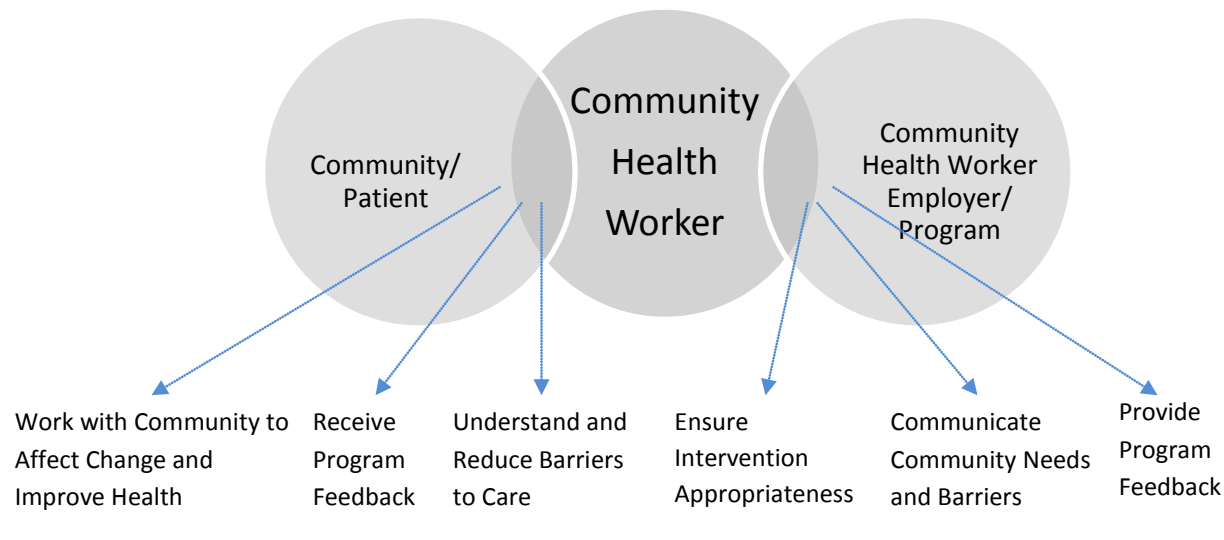 Community/
Patient
Community
Health
Worker
Community
Health Worker
Employer/
Program
Work with Community to
Affect Change and
Improve Health
Receive
Program
Feedback
Understand and
Reduce Barriers
to Care
Ensure
Intervention
Appropriateness
Communicate
Community Needs
and Barriers
Provide
Program
Feedback